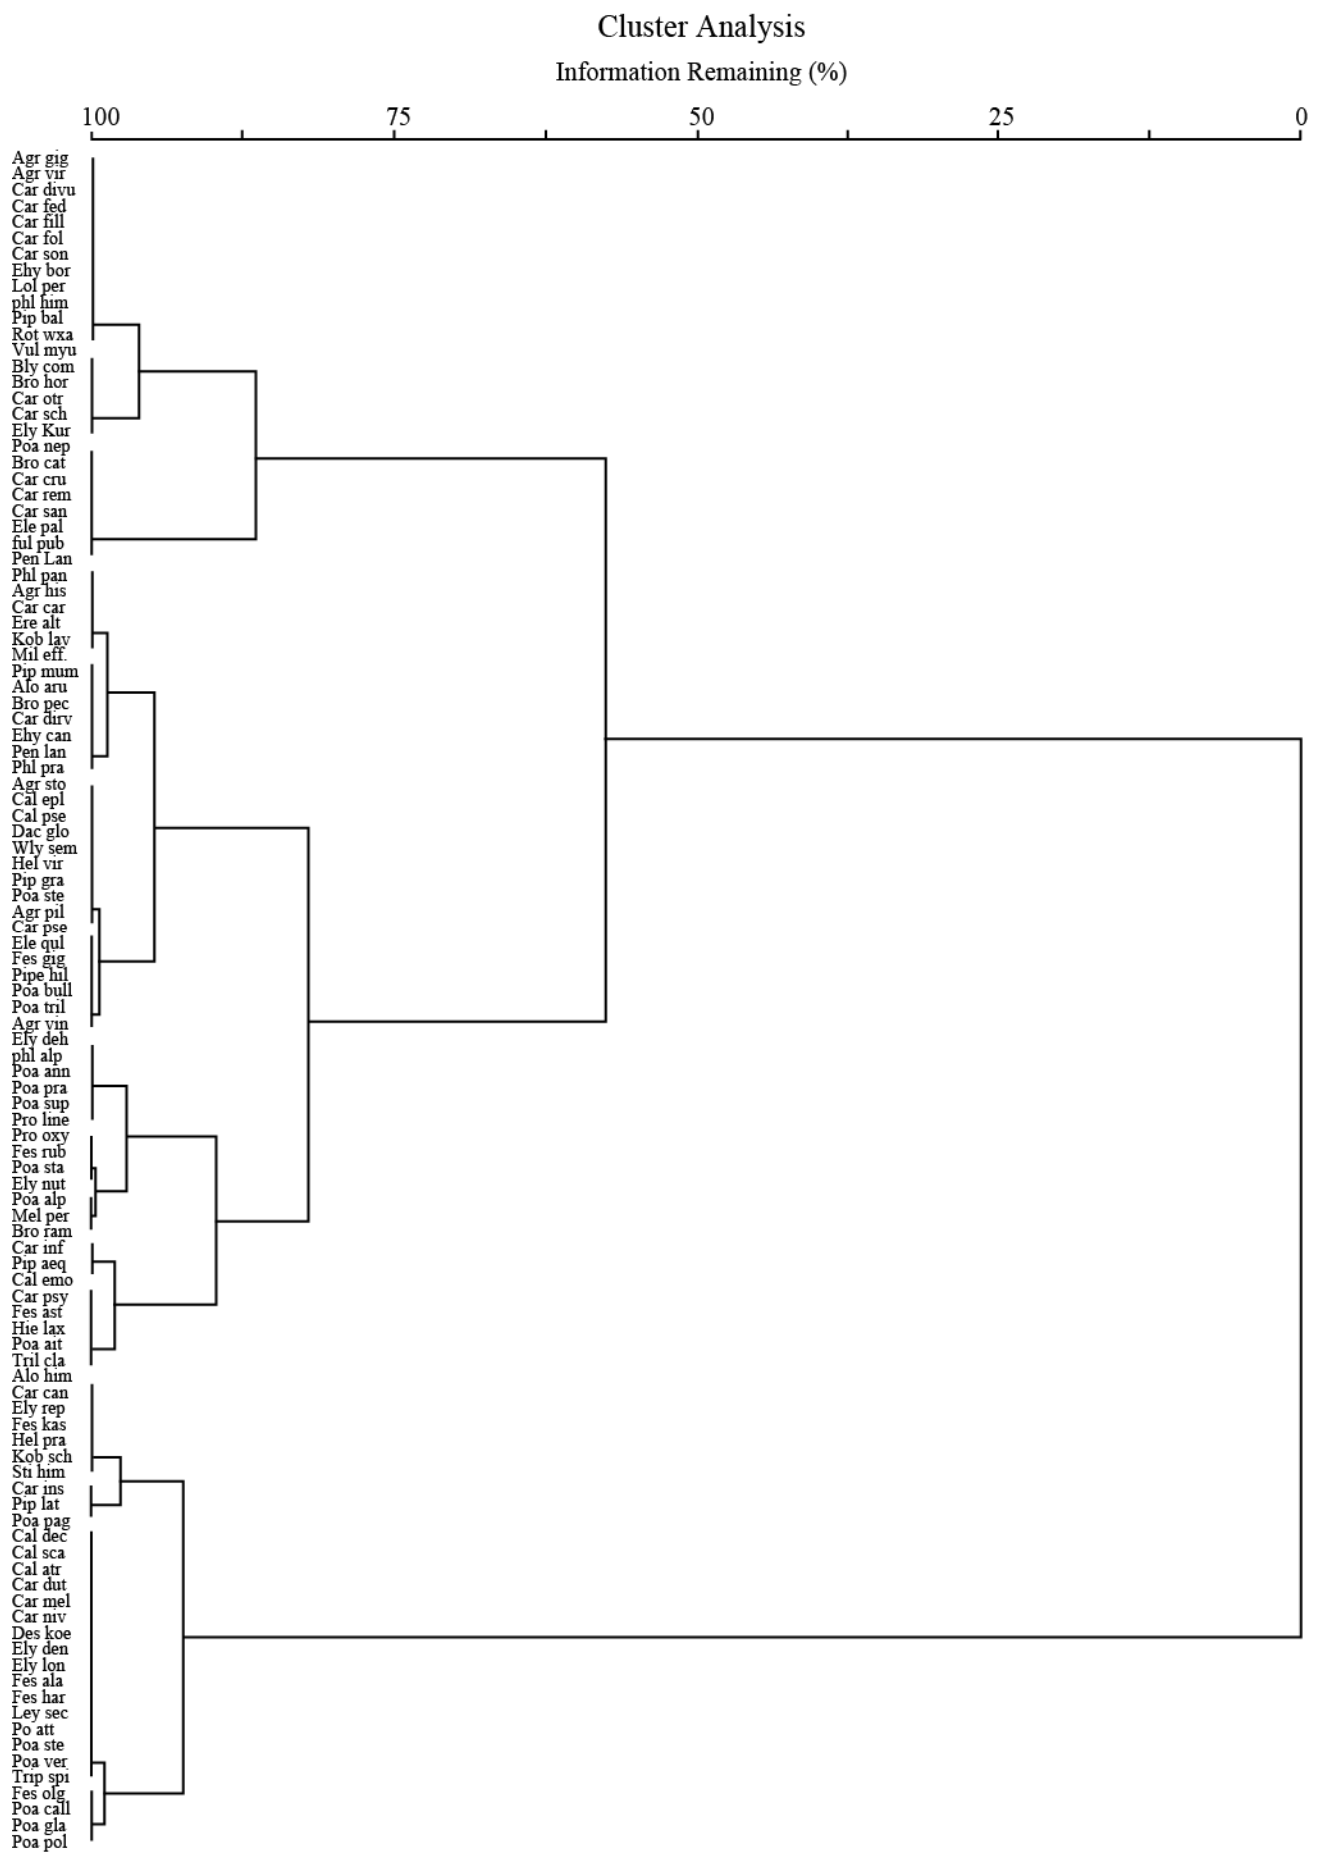 Cluster Analysis
Information Remaining (%)
100 75 50 25 0
Agr gig
Agr vir
Car divu
Car fed
Car fill
Car fol
Car son
Ehy bor
Lol per
phl him
Pip bal
Rot wxa
Vul myu
Bly com
Bro hor
Car otr
Car sch
Ely Kur
Poa nep
Bro cat
Car cru
Car rem
Car san
Ele pal
ful pub
Pen Lan
Phl pan
Agr his
Car car
Ere alt
Kob lav
Mil eff.
Pip mum
Alo aru
Bro pec
Car dirv
Ehy can
Pen lan
Phl pra
Agr sto
Cal epl
Cal pse
Dac glo
Wly sem
Hel vir
Pip gra
Poa ste
Agr pil
Car pse
Ele qul
Fes gig
Pipe hil
Poa bull
Poa tril
Agr vin
Ely deh
phl alp
Poa ann
Poa pra
Poa sup
Pro line
Pro oxy
Fes rub
Poa sta
Ely nut
Poa alp
Mel per
Bro ram
Car inf
Pip aeq
Cal emo
Car psy
Fes ast
Hie lax
Poa ait
Tril cla
Alo him
Car can
Ely rep
Fes kas
Hel pra
Kob sch
Sti him
Car ins
Pip lat
Poa pag
Cal dec
Cal sca
Cal atr
Car dut
Car mel
Car niv
Des koe
Ely den
Ely lon
Fes ala
Fes har
Ley sec
Po att
Poa ste
Poa ver
Trip spi
Fes olg
Poa call
Poa gla
Poa pol